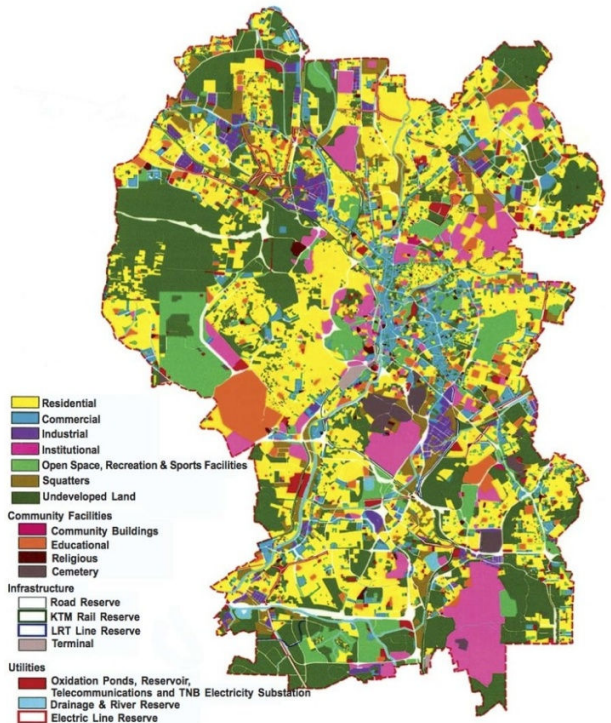 Residential
Commercial
Industrial
Institutional
Open Space, Recreation & Sports Facilities
Squatters
Undeveloped Land
Community Facilities
Community Buildings
Educational
Religious
Cemetery
Infrastructure
Road Reserve
KTM Rail Reserve
LRT Line Reserve
Terminal
Utilities
Oxidation Ponds, Reservoir,
Telecommunications and TNB Electricity Substation
Drainage & River Reserve
Electric Line Reserve